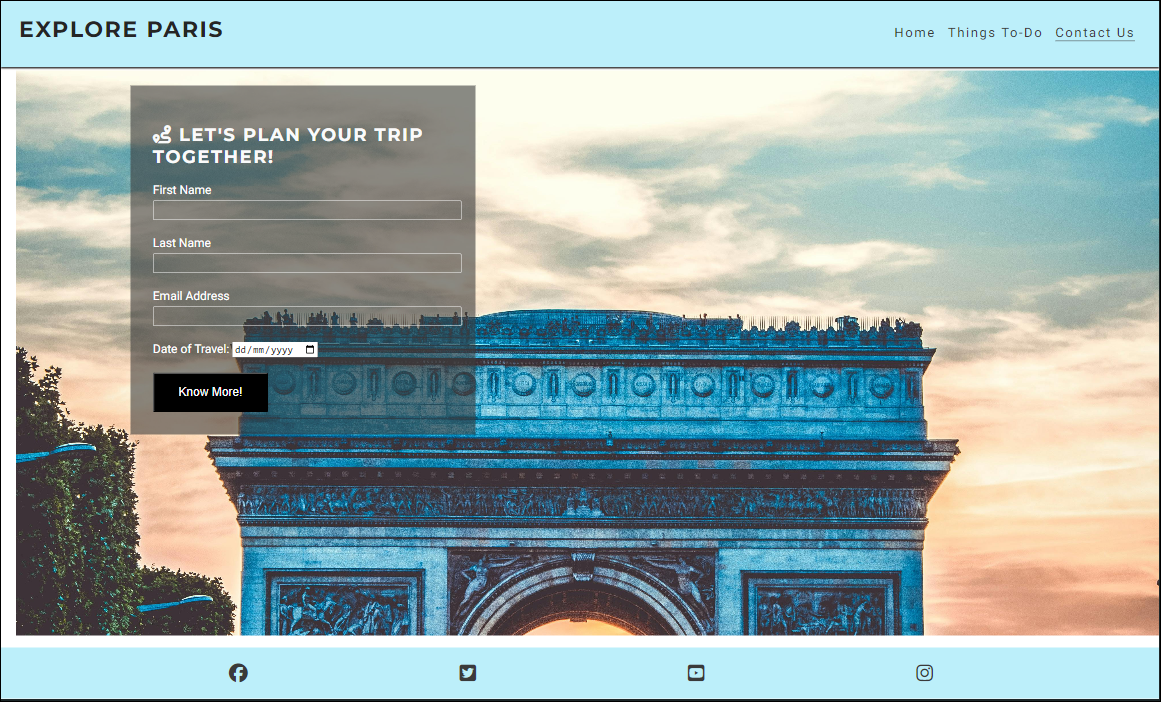 EXPLORE PARIS
Home Things To-Do Contact Us
LET'S PLAN YOUR TRIP
TOGETHER!
First Name
Last Name
Email Address
Date of Travel: dd/mm/yyyy
Know More!